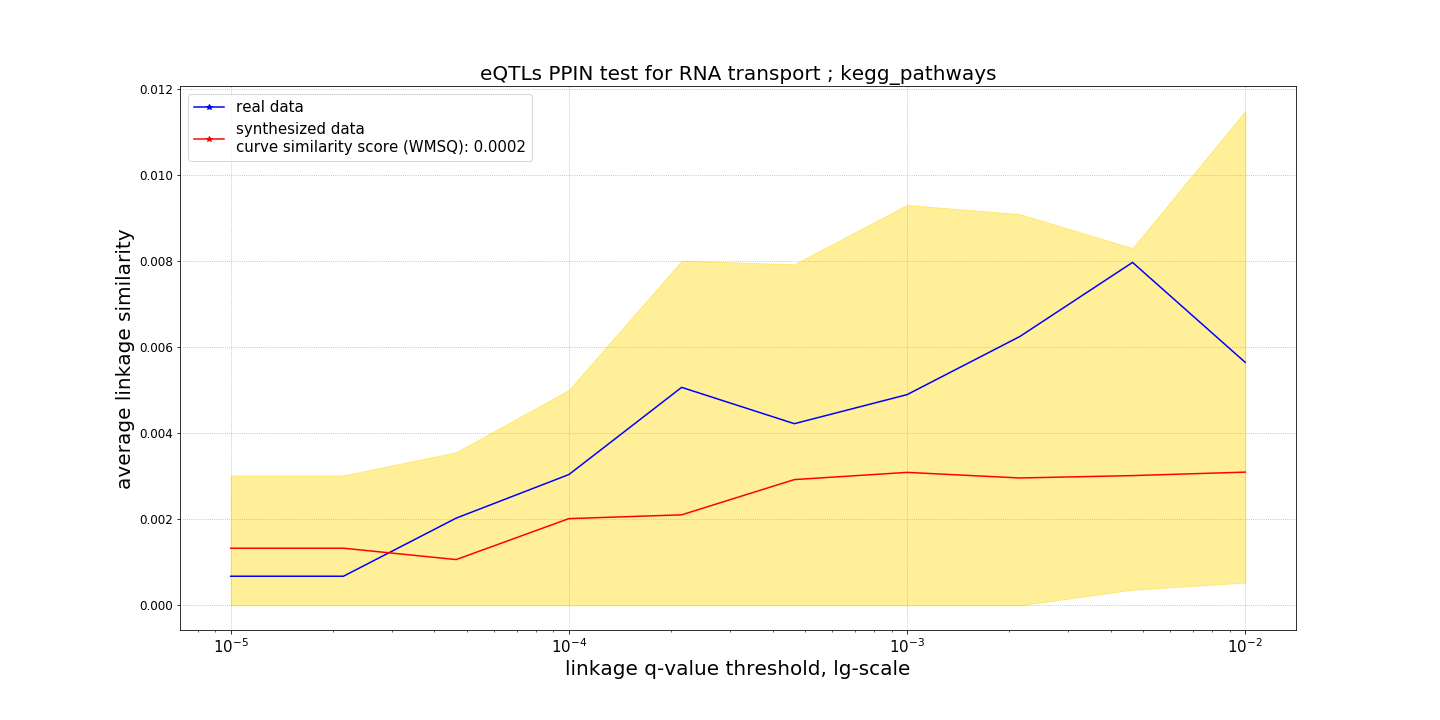 eQTLs PPIN test for RNA transport ; kegg_pathways
real data
synthesized data
curve similarity score (WMSQ): 0.0002
average linkage similarity
0.012
0.010
0.008
0.006
0.004
0.002
0.000
10⁻⁵ 10⁻⁴ 10⁻³ 10⁻²
linkage q-value threshold, lg-scale